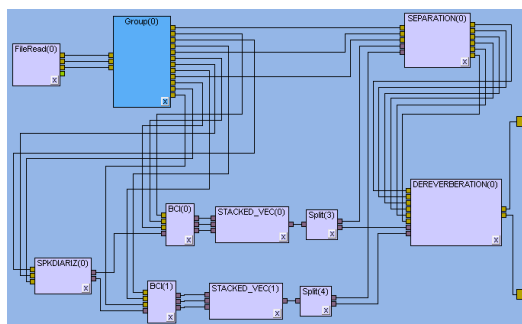 Group(0)
SEPARATION(0)
FileRead(0)
x
x
x
DEREVERBERATION(0)
BCI(0)
STACKED_VEC(0)
Split(3)
x
x
x
x
SPKDIARIZ(0)
x
BCI(1)
STACKED_VEC(1)
Split(4)
x
x
x